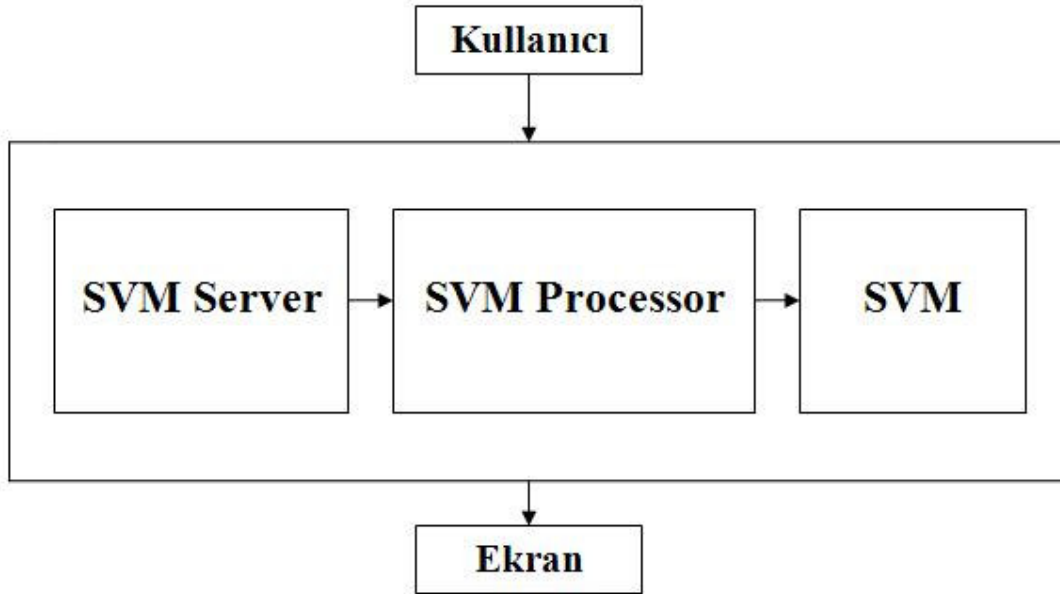 Kullanıcı
SVM Server
SVM Processor
SVM
Ekran